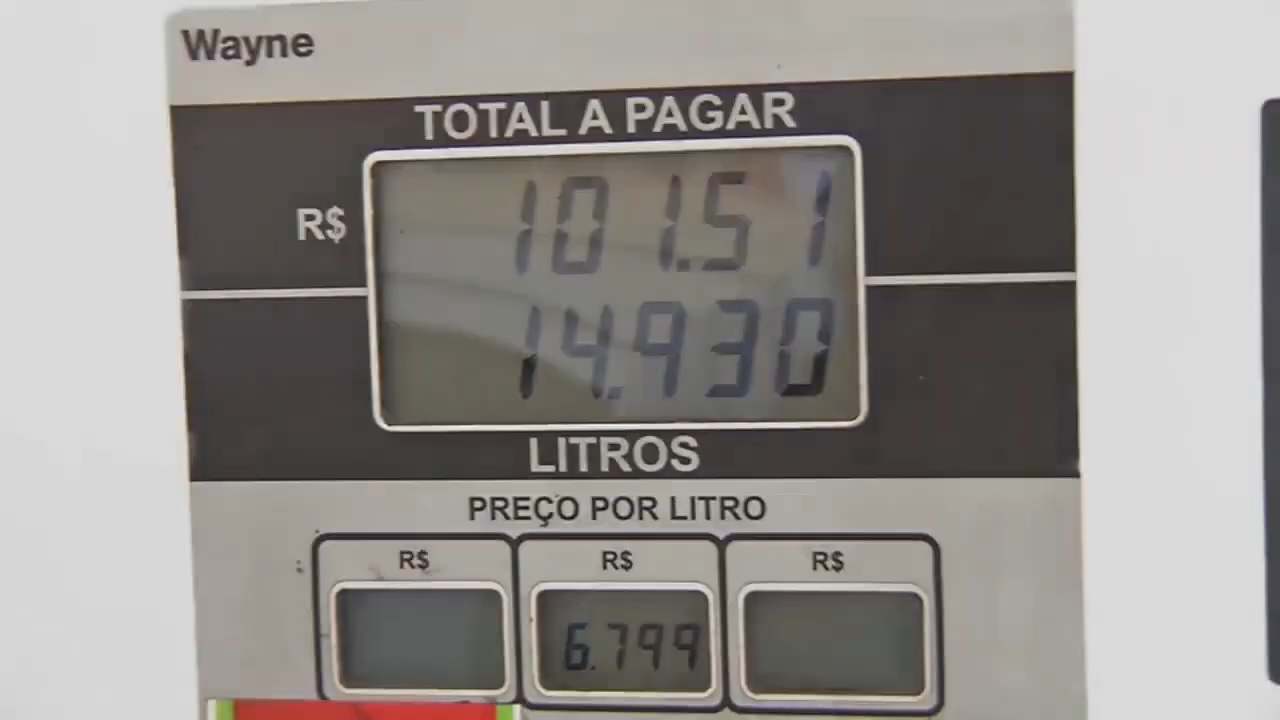 Wayne
TOTAL A PAGAR
R$
101.51
14.930
LITROS
PREÇO POR LITRO
R$ R$ R$
6.799